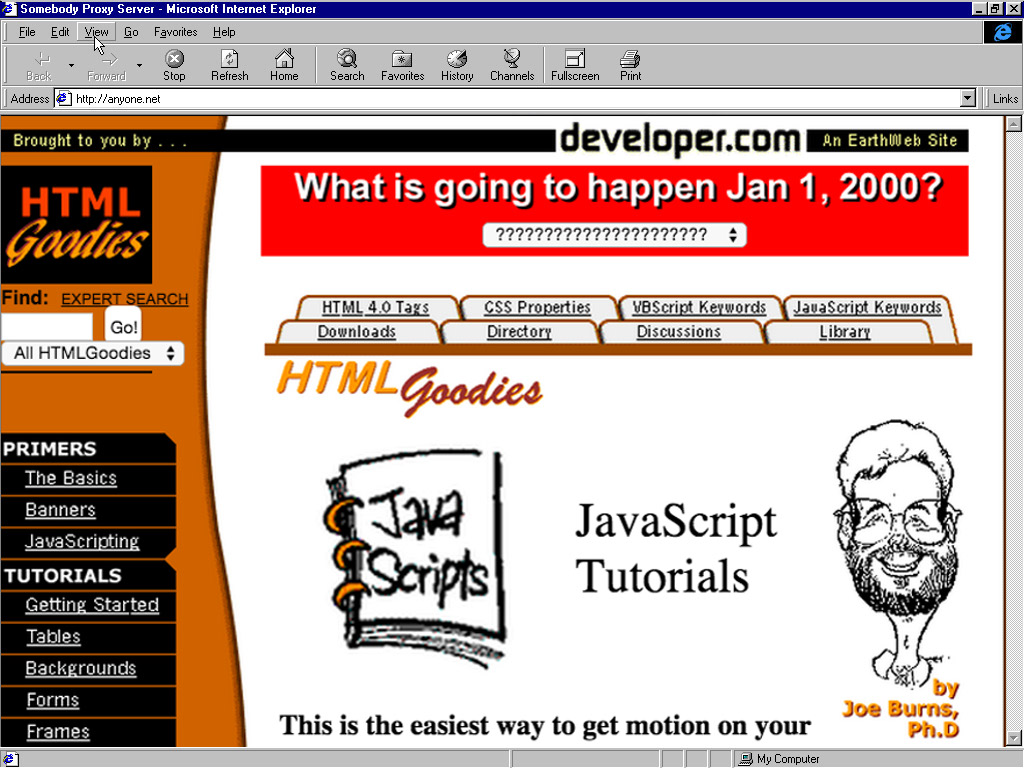 Somebody Proxy Server - Microsoft Internet Explorer
File Edit View Go Favorites Help
Back Forward Stop Refresh Home Search Favorites History Channels Fullscreen Print
Address http://anyone.net Links
Brought to you by . . . developer.com An EarthWeb Site
HTML
Goodies
What is going to happen Jan 1, 2000?
??????????????????????
Find: EXPERT SEARCH
Go!
All HTMLGoodies
HTML 4.0 Tags CSS Properties VBScript Keywords JavaScript Keywords
Downloads Directory Discussions Library
HTML Goodies
PRIMERS
The Basics
Banners
JavaScripting
TUTORIALS
Getting Started
Tables
Backgrounds
Forms
Frames
Java
Scripts
JavaScript
Tutorials
by
Joe Burns,
Ph.D
This is the easiest way to get motion on your
My Computer